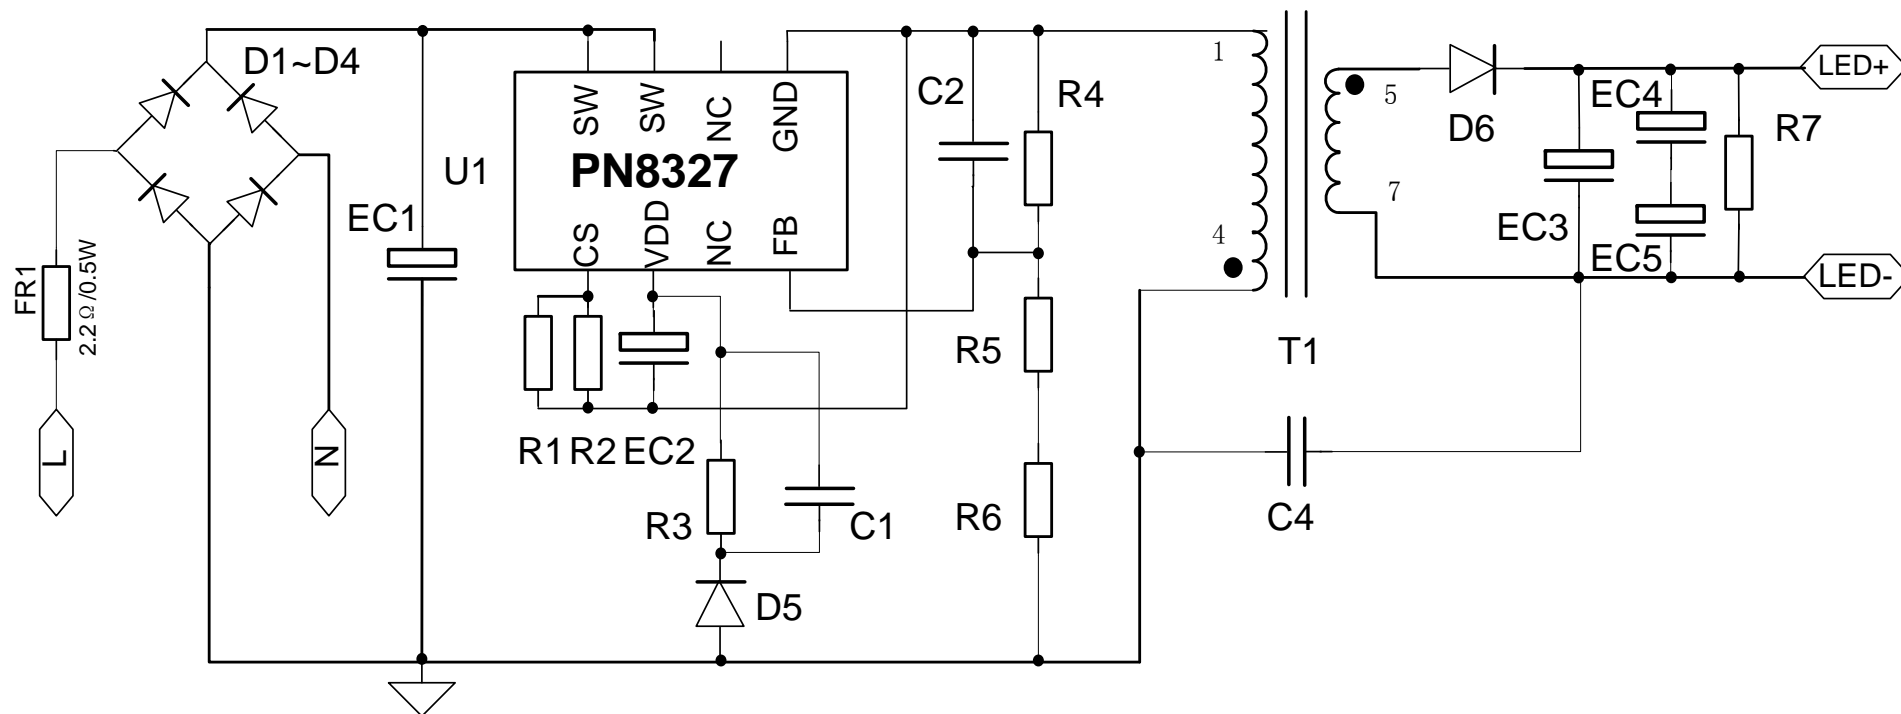 D1~D4
1
C2
R4
LED+
5
EC4
D6
R7
SW
SW
NC
GND
U1
PN8327
EC1
CS
VDD
NC
FB
4
7
EC3
EC5
LED-
FR1
2.2Ω/0.5W
R5
T1
L
N
R1 R2 EC2
R3
C1
R6
C4
D5